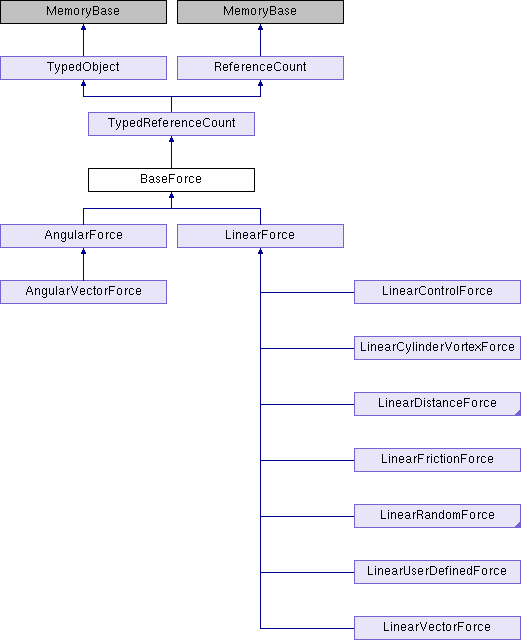 MemoryBase
MemoryBase
TypedObject
ReferenceCount
TypedReferenceCount
BaseForce
AngularForce
LinearForce
AngularVectorForce
LinearControlForce
LinearCylinderVortexForce
LinearDistanceForce
LinearFrictionForce
LinearRandomForce
LinearUserDefinedForce
LinearVectorForce